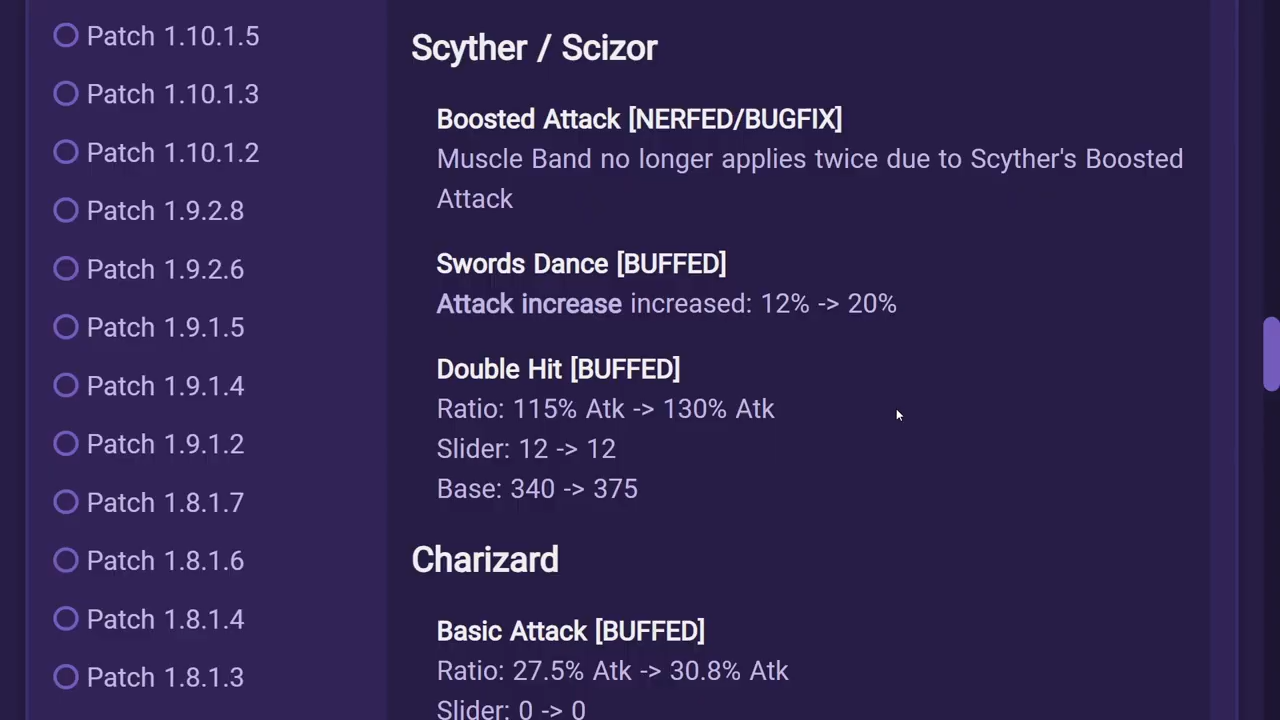 Patch 1.10.1.5
Patch 1.10.1.3
Patch 1.10.1.2
Patch 1.9.2.8
Patch 1.9.2.6
Patch 1.9.1.5
Patch 1.9.1.4
Patch 1.9.1.2
Patch 1.8.1.7
Patch 1.8.1.6
Patch 1.8.1.4
Patch 1.8.1.3
Scyther / Scizor
Boosted Attack [NERFED/BUGFIX]
Muscle Band no longer applies twice due to Scyther's Boosted
Attack
Swords Dance [BUFFED]
Attack increase increased: 12% -> 20%
Double Hit [BUFFED]
Ratio: 115% Atk -> 130% Atk
Slider: 12 -> 12
Base: 340 -> 375
Charizard
Basic Attack [BUFFED]
Ratio: 27.5% Atk -> 30.8% Atk
Slider: 0 -> 0